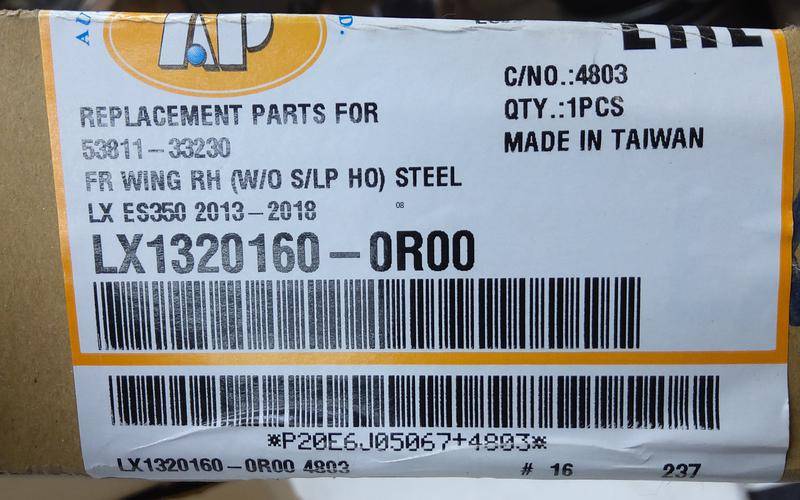 AP
C/NO.:4803
REPLACEMENT PARTS FOR
QTY.:1PCS
53811-33230
MADE IN TAIWAN
FR WING RH (W/O S/LP HO) STEEL
LX ES350 2013-2018
08
LX1320160-0R00
*P20E6J05067+4803*
LX1320160-0R00 4803
# 16
237